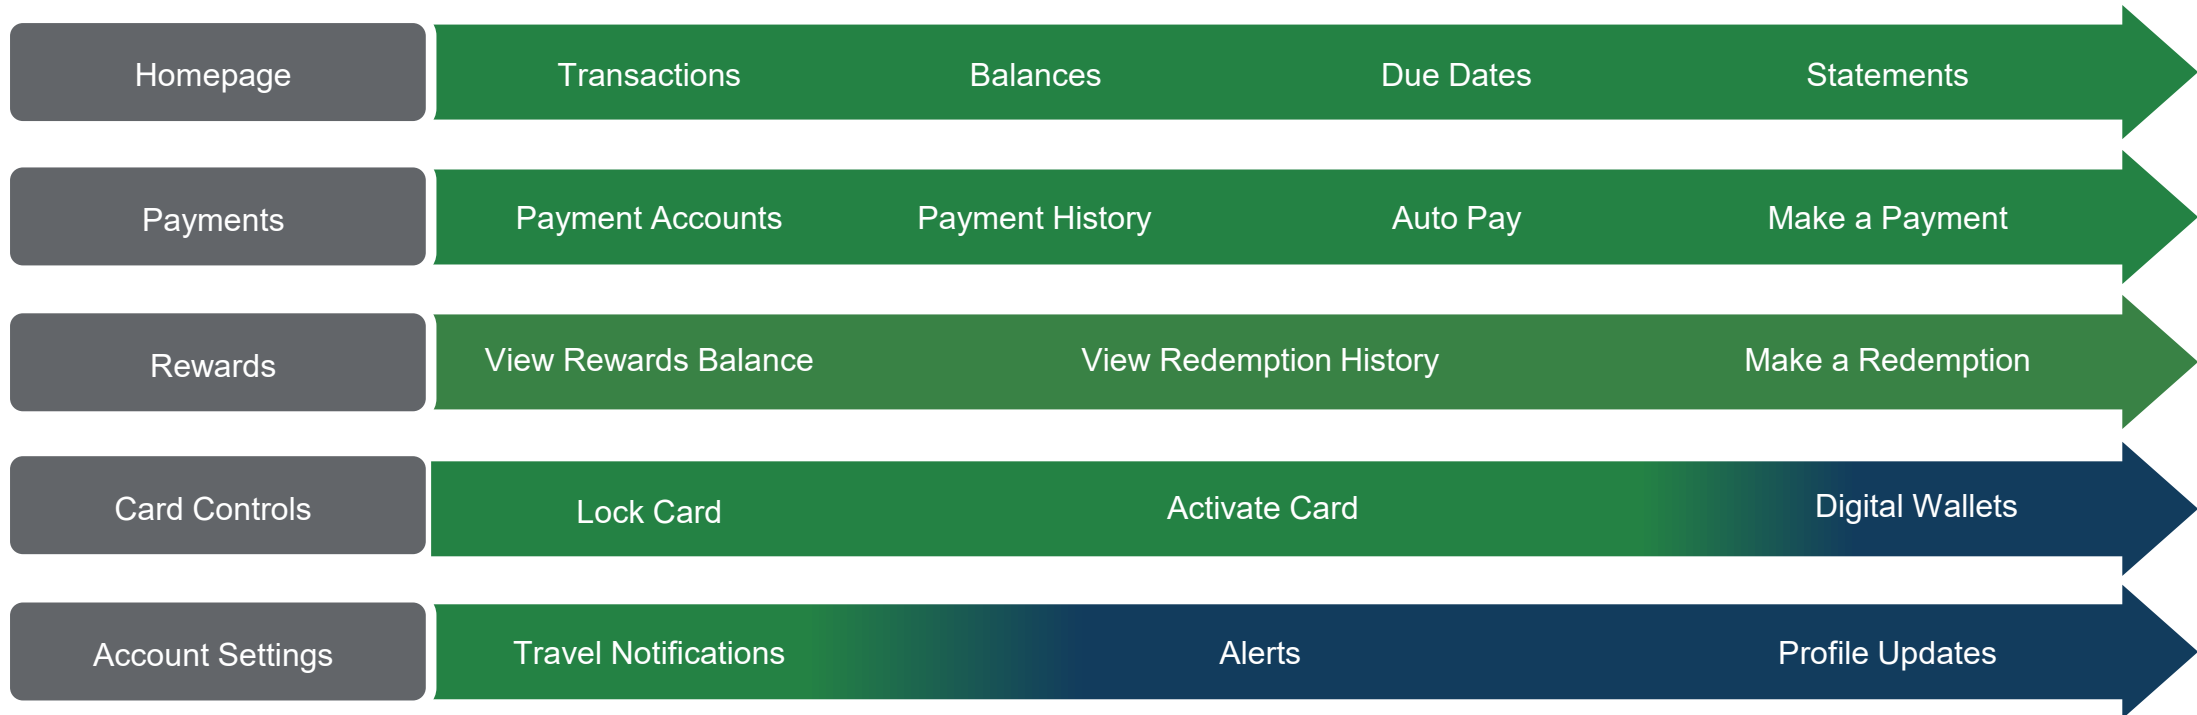 Homepage
Transactions
Balances
Due Dates
Statements
Payments
Payment Accounts
Payment History
Auto Pay
Make a Payment
Rewards
View Rewards Balance
View Redemption History
Make a Redemption
Card Controls
Lock Card
Activate Card
Digital Wallets
Account Settings
Travel Notifications
Alerts
Profile Updates